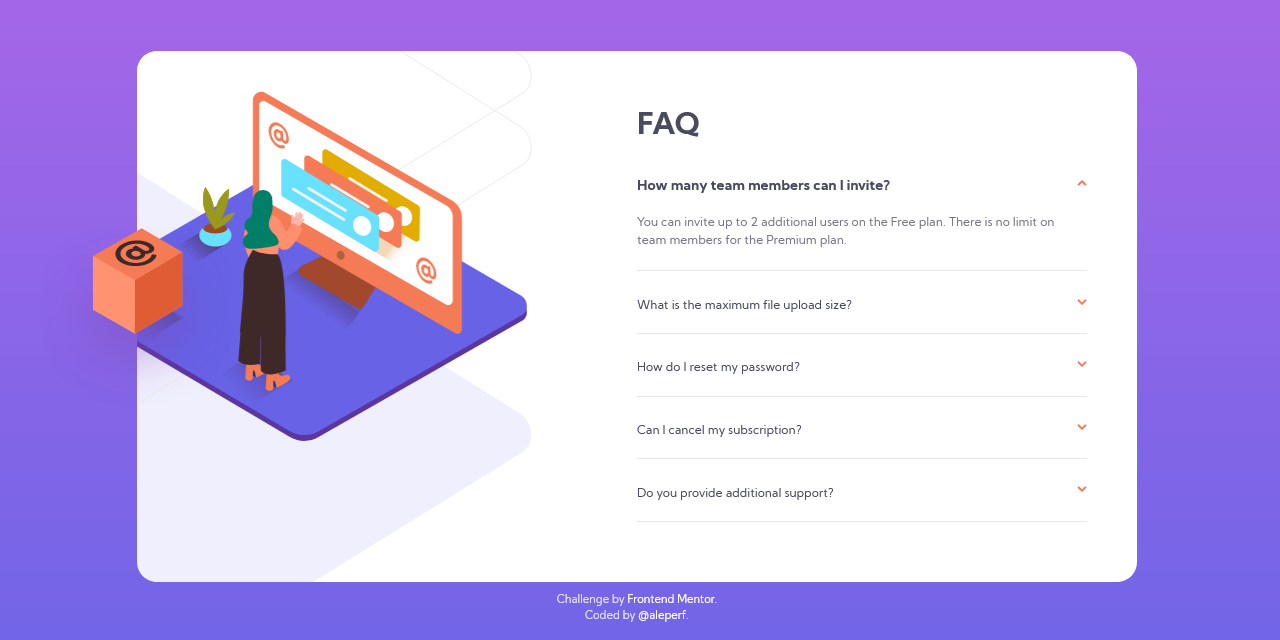 FAQ
How many team members can I invite?
You can invite up to 2 additional users on the Free plan. There is no limit on
team members for the Premium plan.
What is the maximum file upload size?
How do I reset my password?
Can I cancel my subscription?
Do you provide additional support?
@
@
@
Challenge by Frontend Mentor.
Coded by @aleperf.